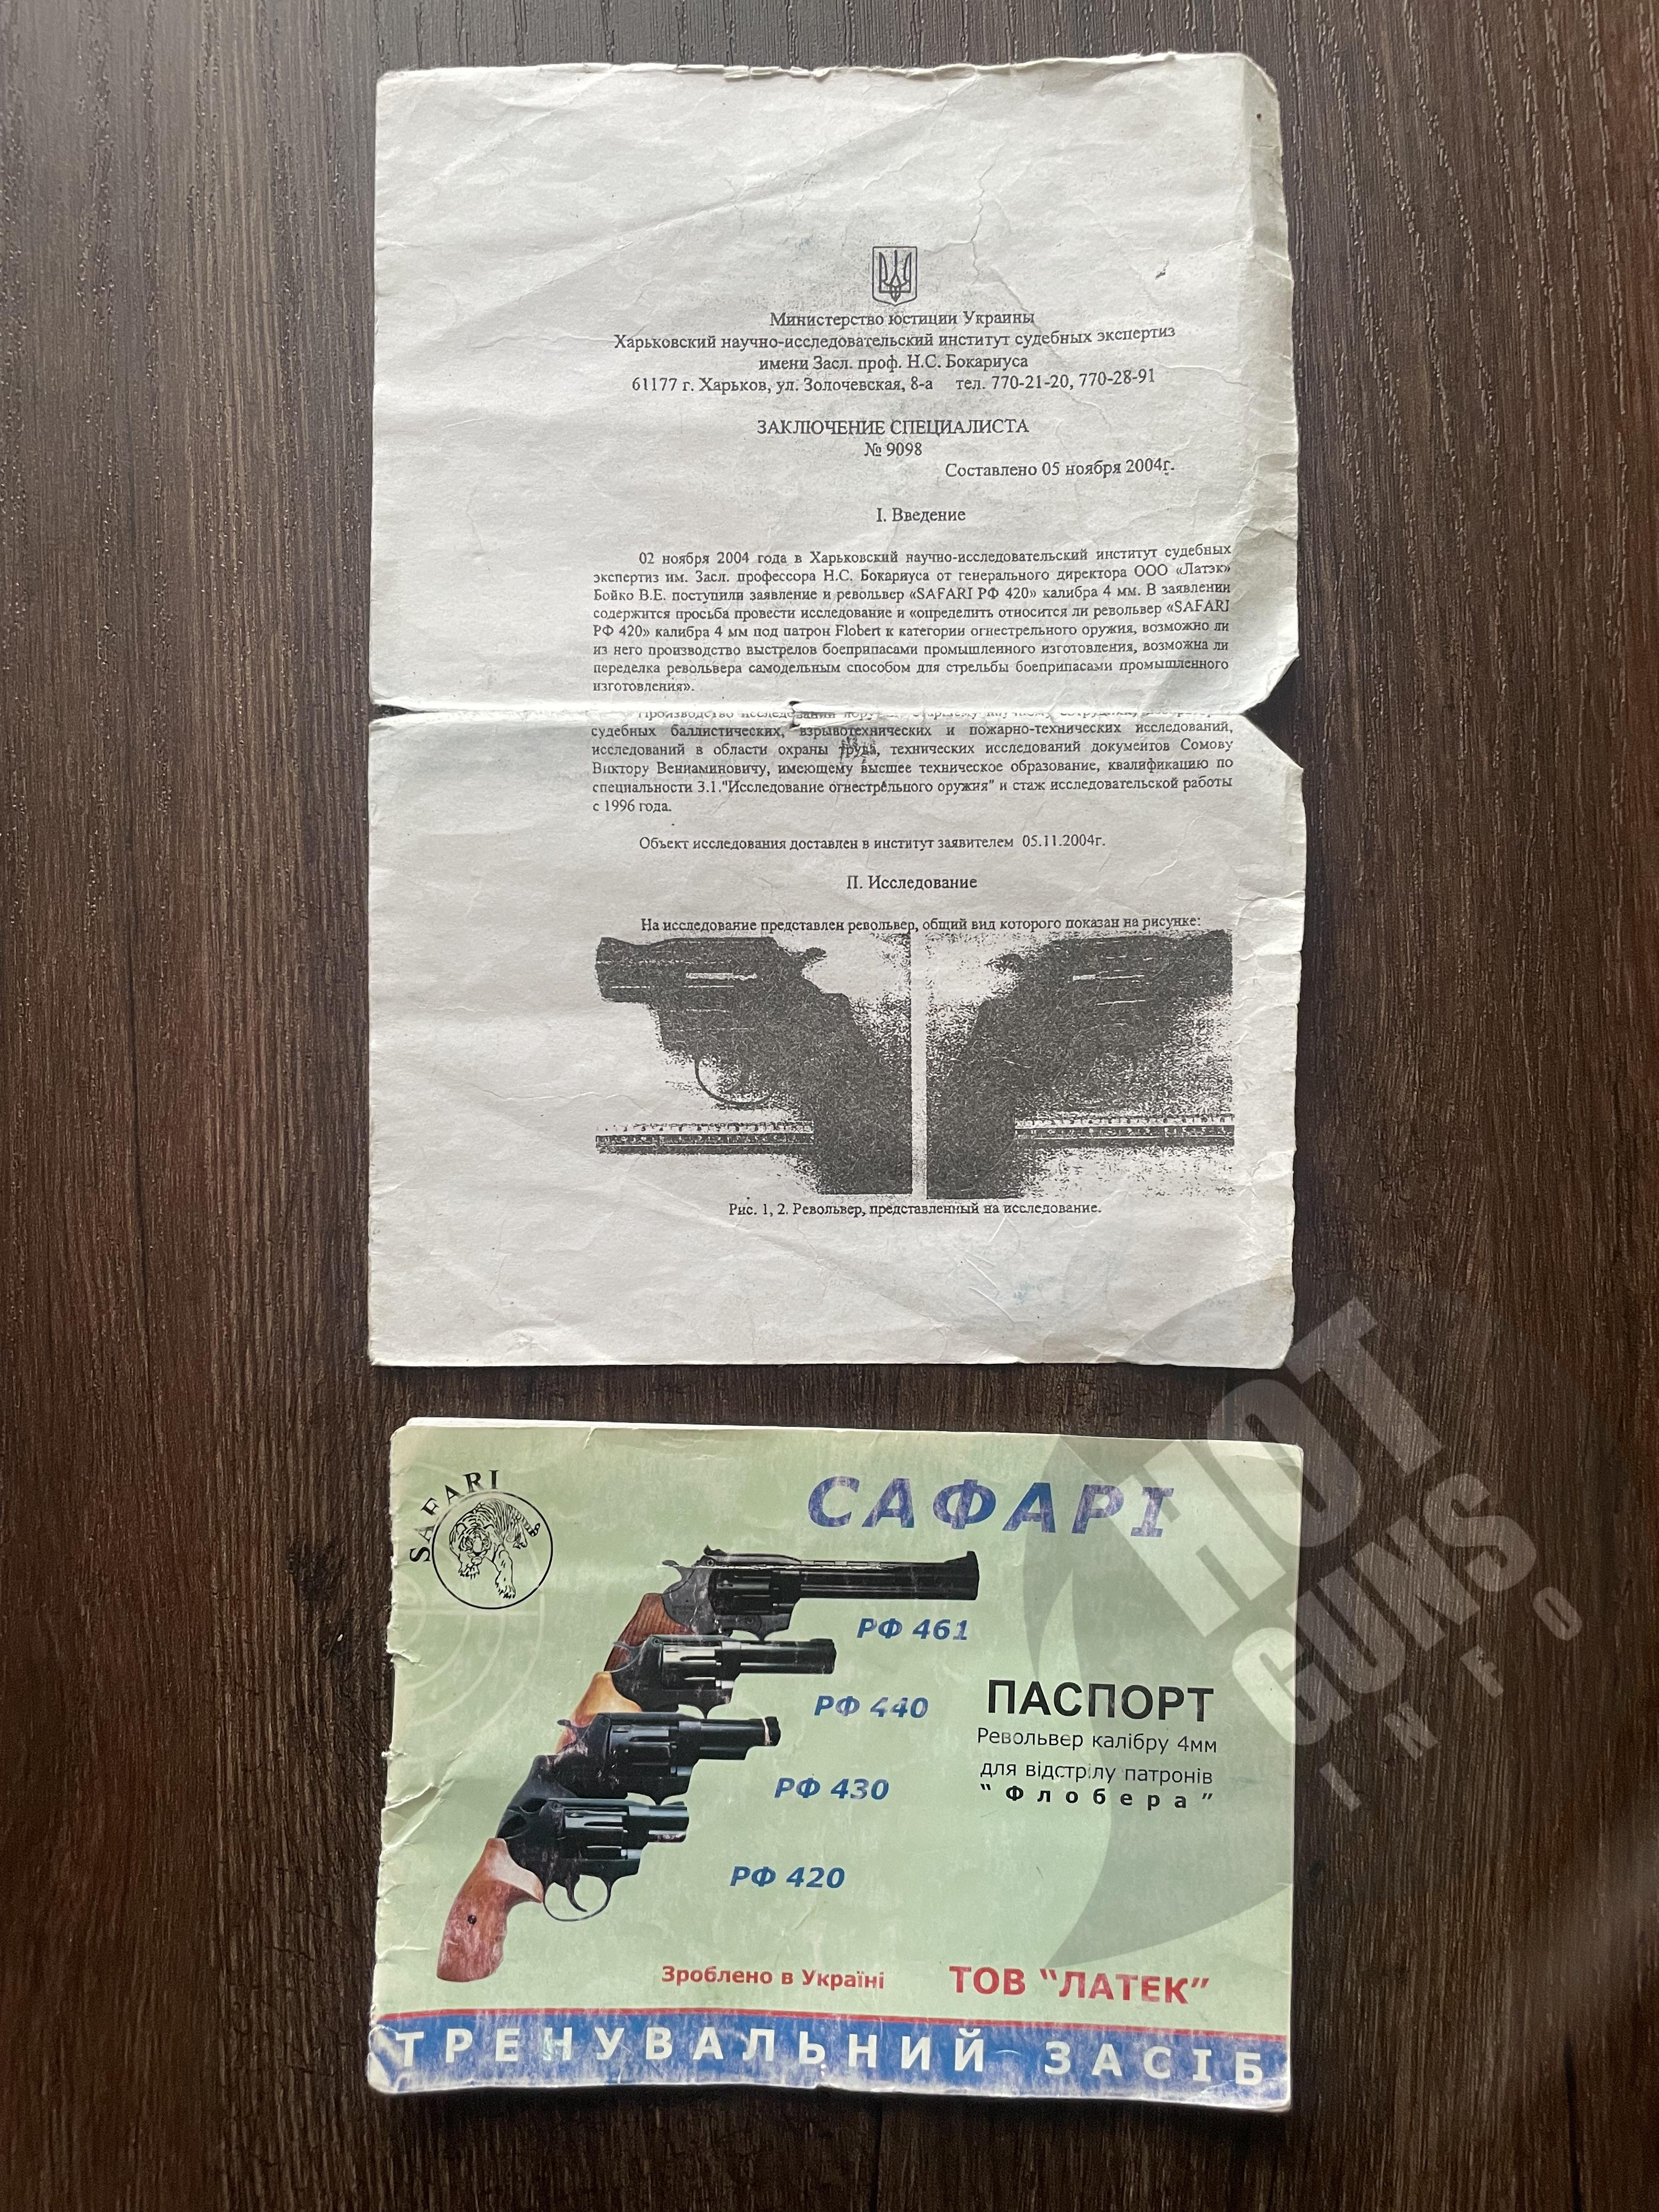 Министерство юстиции Украины
Харьковский научно-исследовательский институт судебных экспертиз
имени Засл. проф. Н.С. Бокариуса
61177 г. Харьков, ул. Золочевская, 8-а тел. 770-21-20, 770-28-91
ЗАКЛЮЧЕНИЕ СПЕЦИАЛИСТА
№ 9098
Составлено 05 ноября 2004г.
I. Введение
02 ноября 2004 года в Харьковский научно-исследовательский институт судебных
экспертиз им. Засл. профессора Н.С. Бокариуса от генерального директора ООО «Латэк»
Бойко В.Е. поступили заявление и револьвер «SAFARI РФ 420» калибра 4 мм. В заявлении
содержится просьба провести исследование и «определить относится ли револьвер «SAFARI
РФ 420» калибра 4 мм под патрон Flobert к категории огнестрельного оружия, возможно ли
из него производство выстрелов боеприпасами промышленного изготовления, возможна ли
переделка револьвера самодельным способом для стрельбы боеприпасами промышленного
изготовления».
Производство
судебных баллистических, взрывотехнических и пожарно-технических исследований,
исследований в области охраны труда, технических исследований документов Сомову
Виктору Вениаминовичу, имеющему высшее техническое образование, квалификацию по
специальности 3.1."Исследование огнестрельного оружия" и стаж исследовательской работы
с 1996 года.
Объект исследования доставлен в институт заявителем 05.11.2004г.
II. Исследование
На исследование представлен револьвер, общий вид которого показан на рисунке:
Рис. 1, 2. Револьвер, представленный на исследование.
SAFARI
САФАРІ
РФ 461
РФ 440
РФ 430
РФ 420
ПАСПОРТ
Револьвер калібру 4мм
для відстрілу патронів
"Флобера"
Зроблено в Україні
ТОВ "ЛАТЕК"
ТРЕНУВАЛЬНИЙ ЗАСІБ
HOT
GUNS
INFO